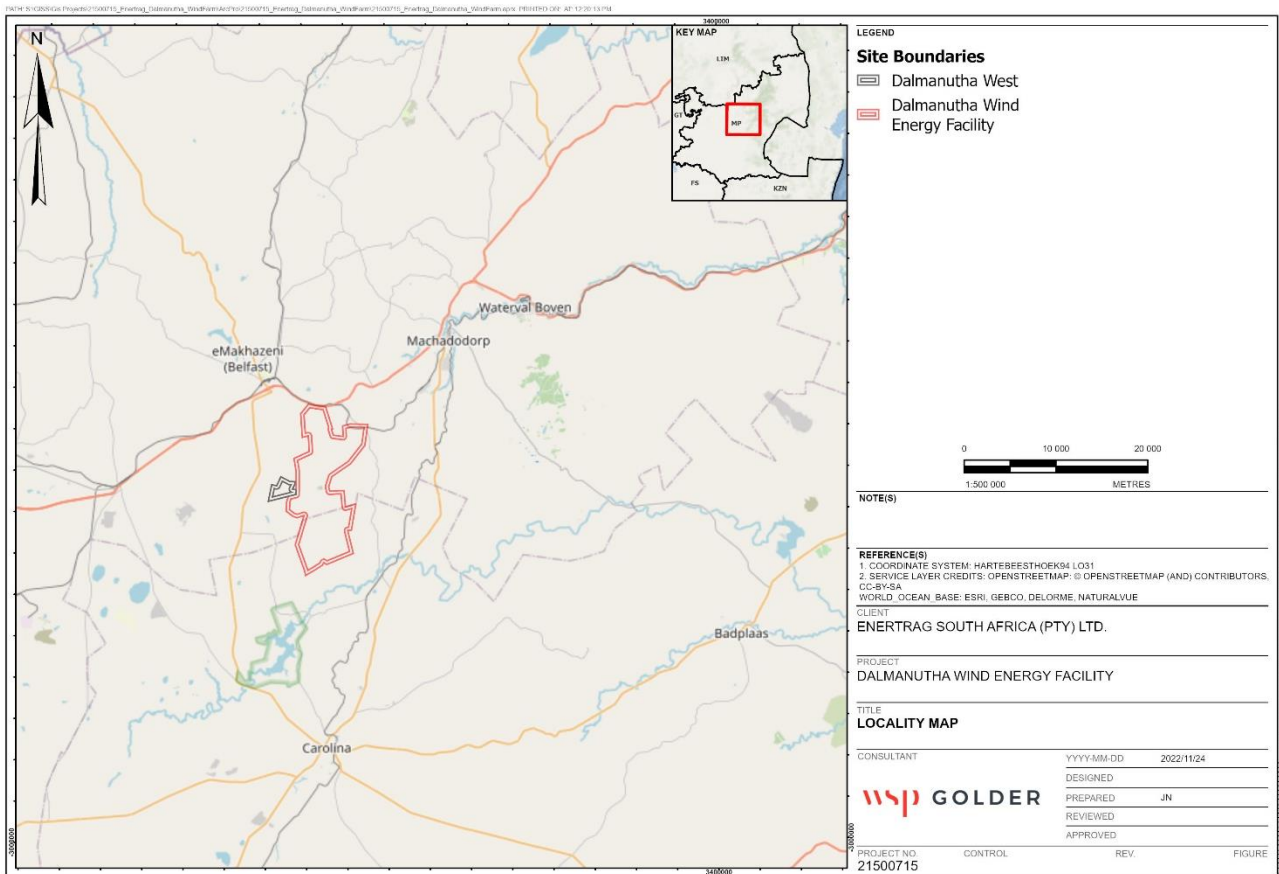 N
KEY MAP
LIM
GT
MP
FS
KZN
3400000
Waterval Boven
Machadodorp
eMakhazeni
(Belfast)
Badplaas
Carolina
-3000000
-3000000
3400000
LEGEND
Site Boundaries
Dalmanutha West
Dalmanutha Wind
Energy Facility
0 10 000 20 000
1:500 000 METRES
NOTE(S)
REFERENCE(S)
1. COORDINATE SYSTEM: HARTEBEESTHOEK94 LO31
2. SERVICE LAYER CREDITS: OPENSTREETMAP: © OPENSTREETMAP (AND) CONTRIBUTORS,
CC-BY-SA
WORLD_OCEAN_BASE: ESRI, GEBCO, DELORME, NATURALVUE
CLIENT
ENERTRAG SOUTH AFRICA (PTY) LTD.
PROJECT
DALMANUTHA WIND ENERGY FACILITY
TITLE
LOCALITY MAP
CONSULTANT
wsp GOLDER
YYYY-MM-DD 2022/11/24
DESIGNED
PREPARED JN
REVIEWED
APPROVED
PROJECT NO. CONTROL REV. FIGURE
21500715